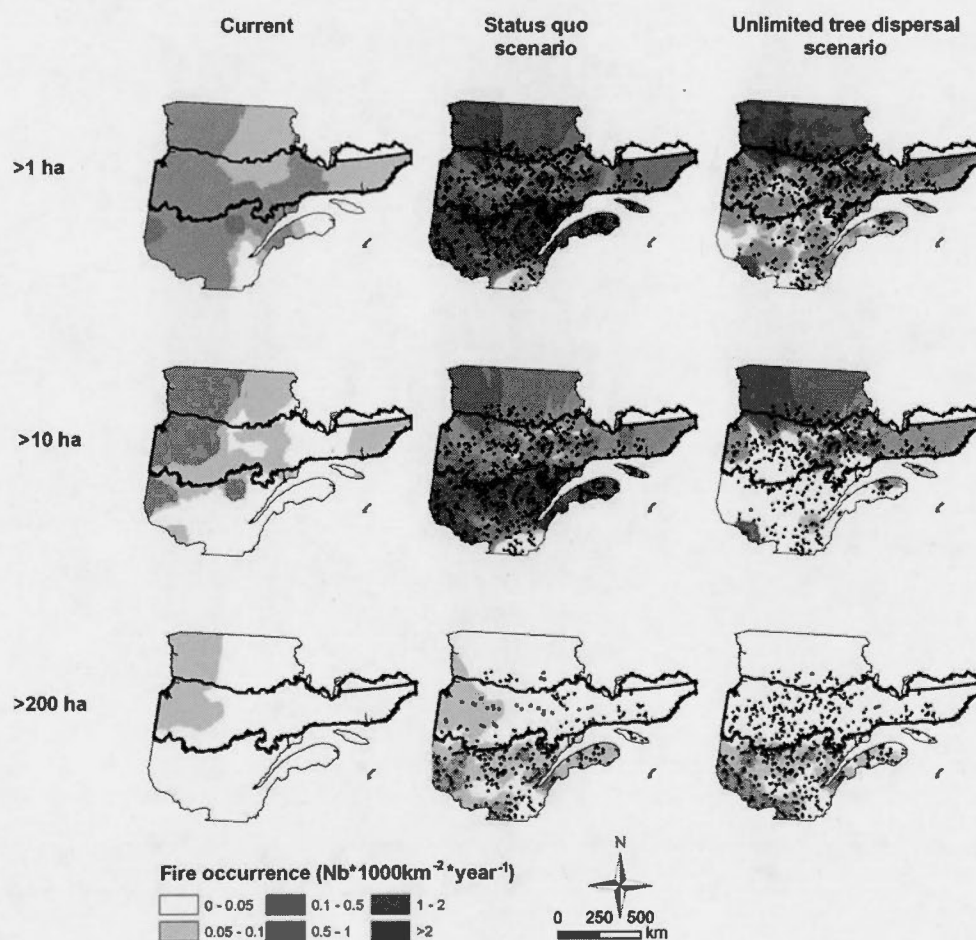 Current
Status quo scenario
Unlimited tree dispersal scenario
>1 ha
>10 ha
>200 ha
Fire occurrence (Nb*1000km⁻²*year⁻¹)
0 - 0.05
0.1 - 0.5
1 - 2
0.05 - 0.1
0.5 - 1
>2
N
0 250 500
km